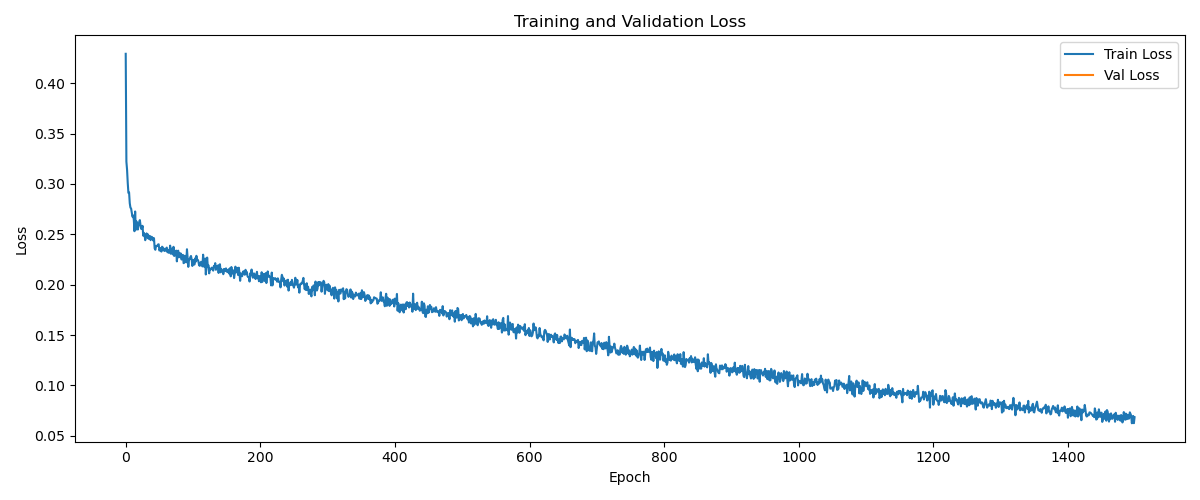 Training and Validation Loss
Train Loss
Val Loss
0.40
0.35
0.30
0.25
0.20
0.15
0.10
0.05
Loss
0 200 400 600 800 1000 1200 1400
Epoch